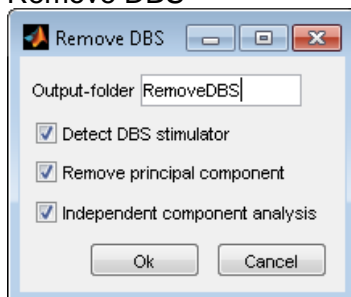 Remove DBS
Remove DBS
Output-folder RemoveDBS
Detect DBS stimulator
Remove principal component
Independent component analysis
Ok Cancel